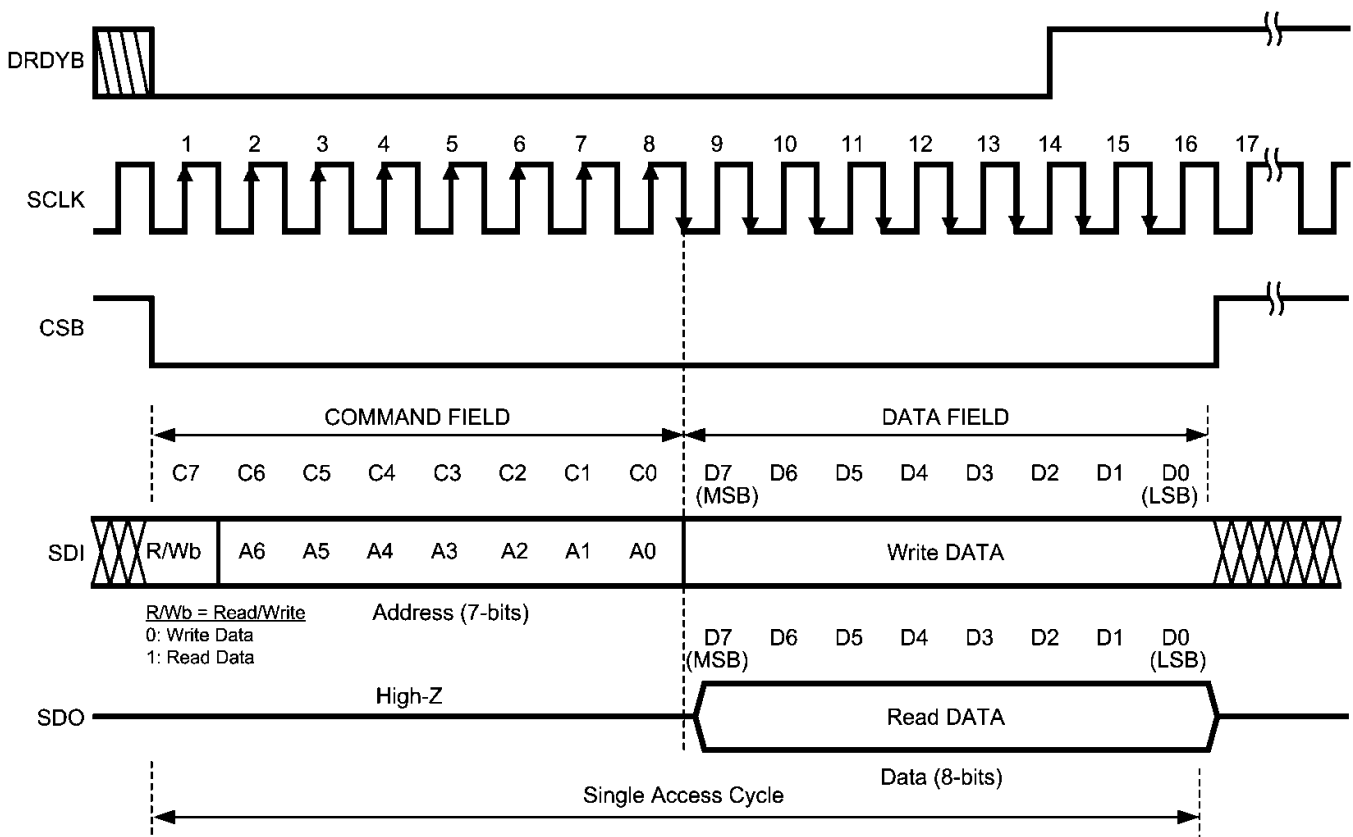 DRDYB
1 2 3 4 5 6 7 8 9 10 11 12 13 14 15 16 17
SCLK
CSB
COMMAND FIELD DATA FIELD
C7 C6 C5 C4 C3 C2 C1 C0 D7 D6 D5 D4 D3 D2 D1 D0
(MSB) (LSB)
SDI R/Wb A6 A5 A4 A3 A2 A1 A0 Write DATA
R/Wb = Read/Write Address (7-bits)
0: Write Data
1: Read Data
D7 D6 D5 D4 D3 D2 D1 D0
(MSB) (LSB)
High-Z
SDO Read DATA
Data (8-bits)
Single Access Cycle